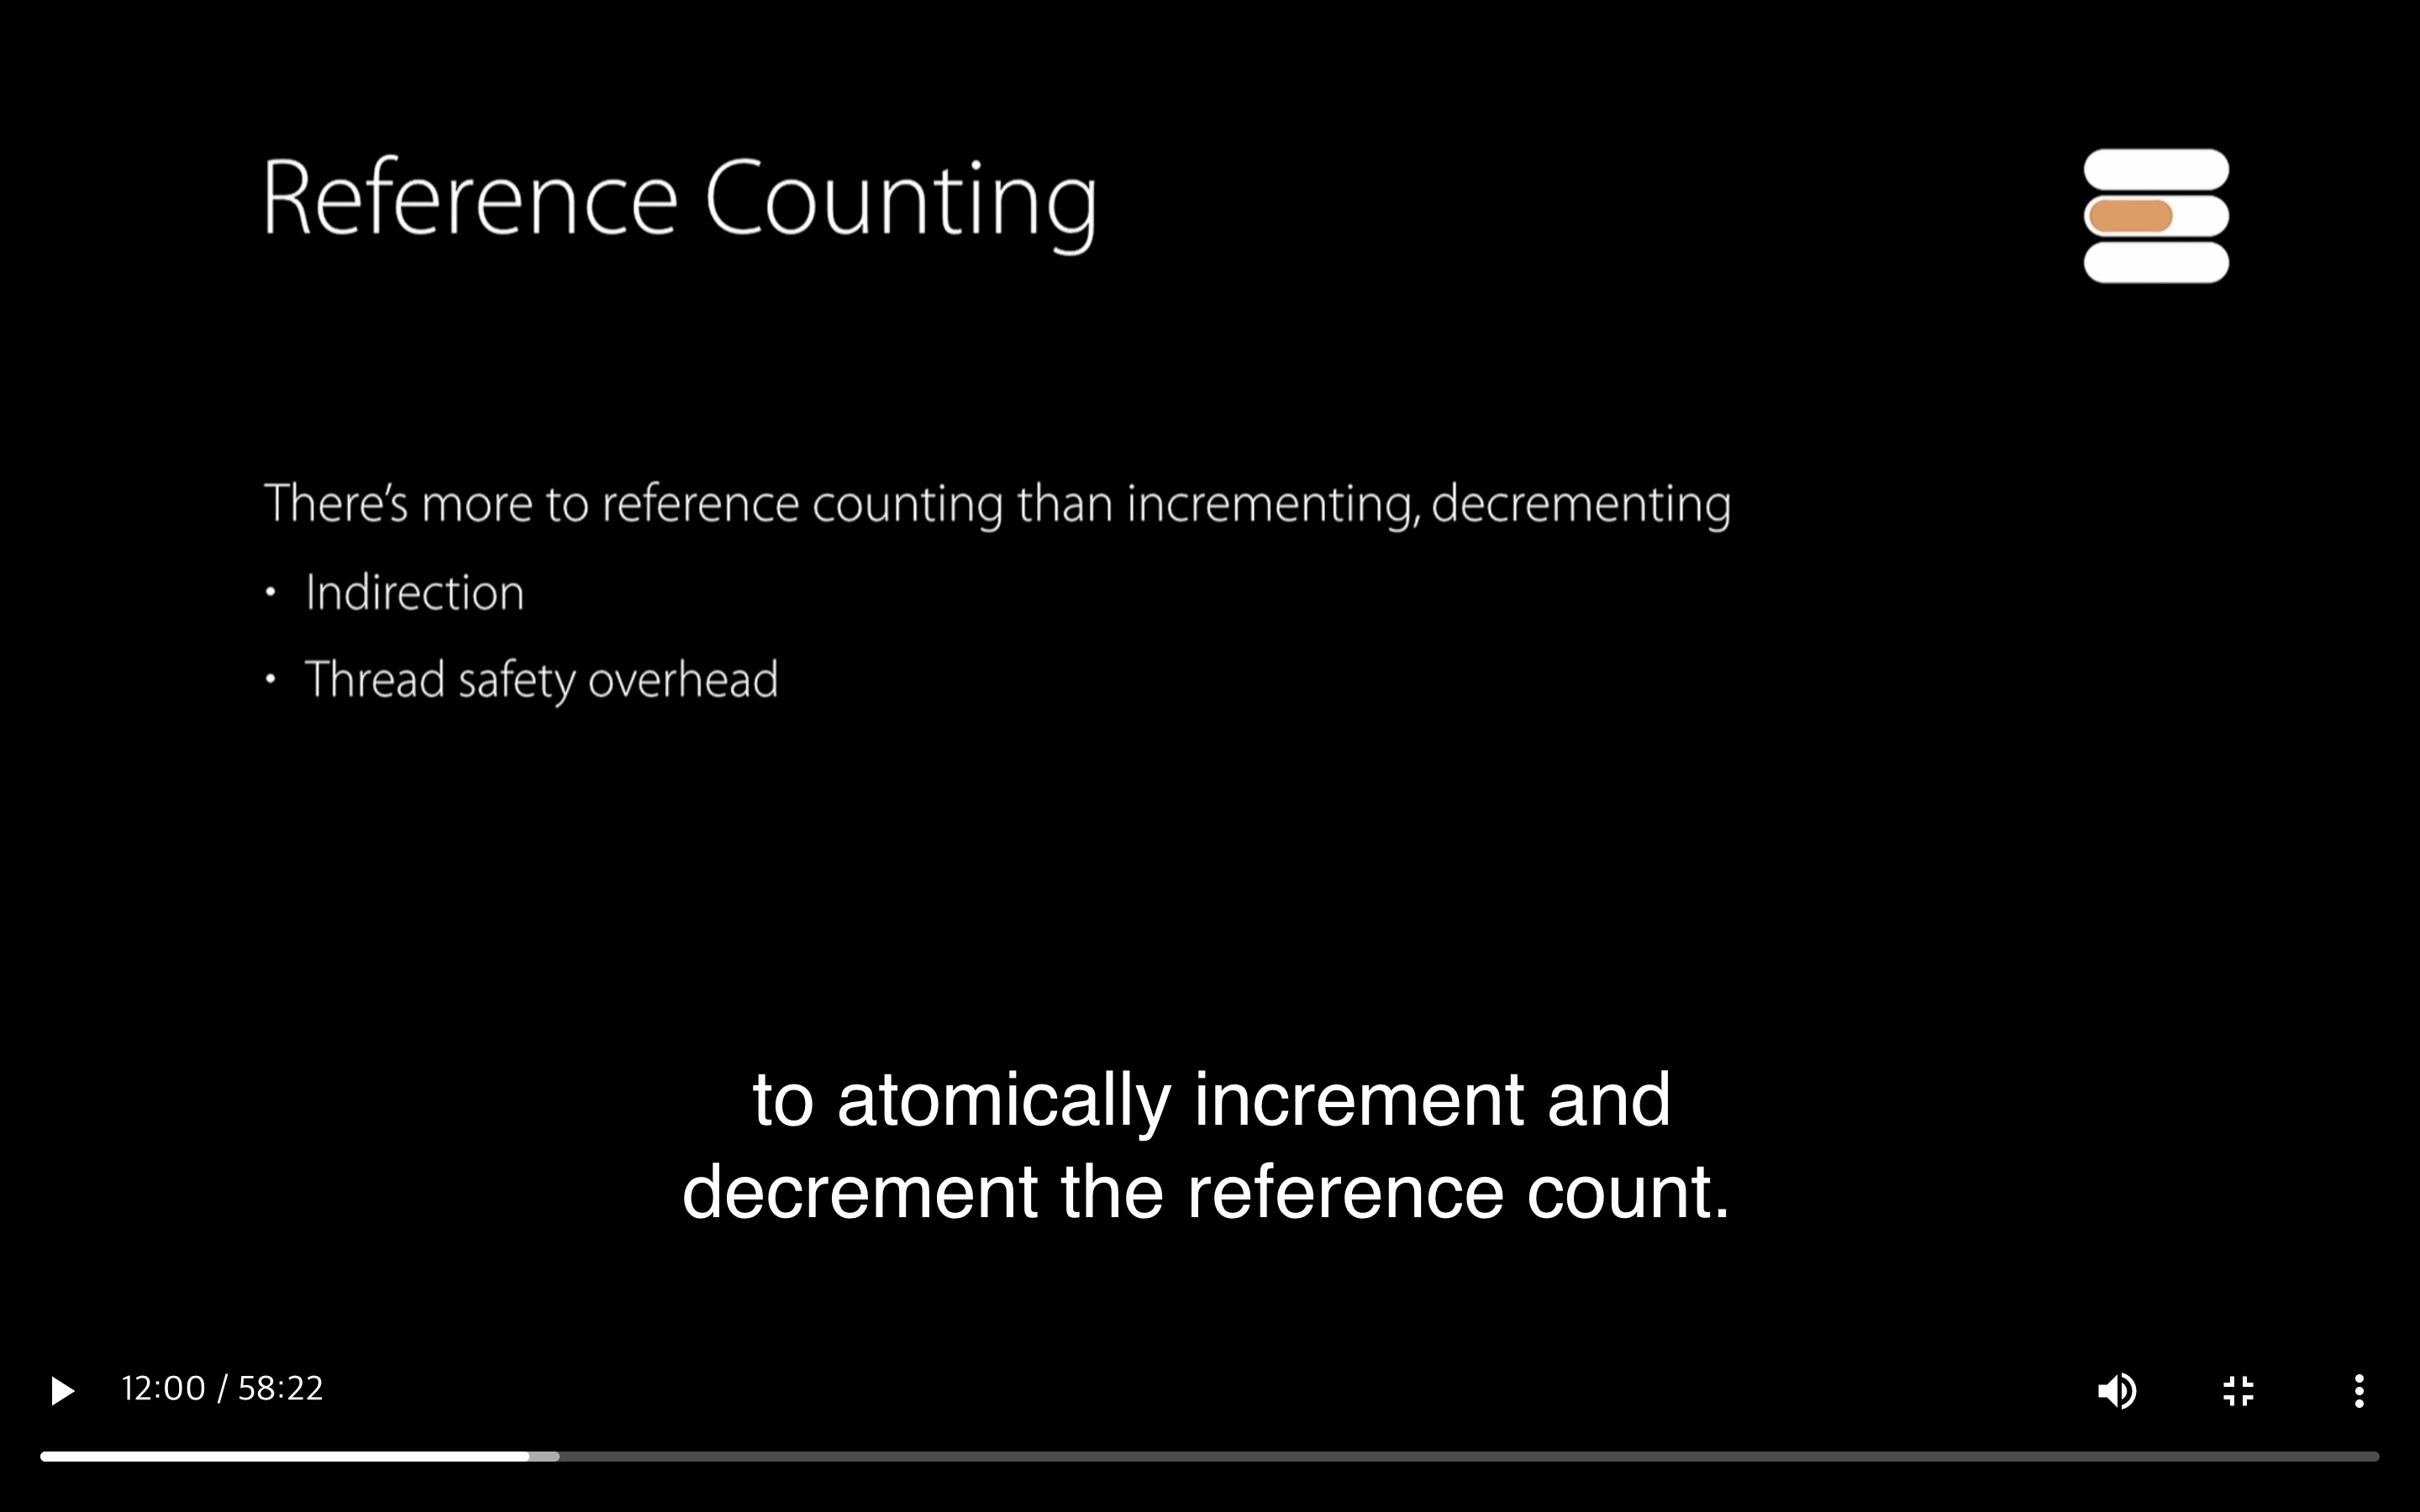 Reference Counting
There’s more to reference counting than incrementing, decrementing
• Indirection
• Thread safety overhead
to atomically increment and
decrement the reference count.
12:00 / 58:22